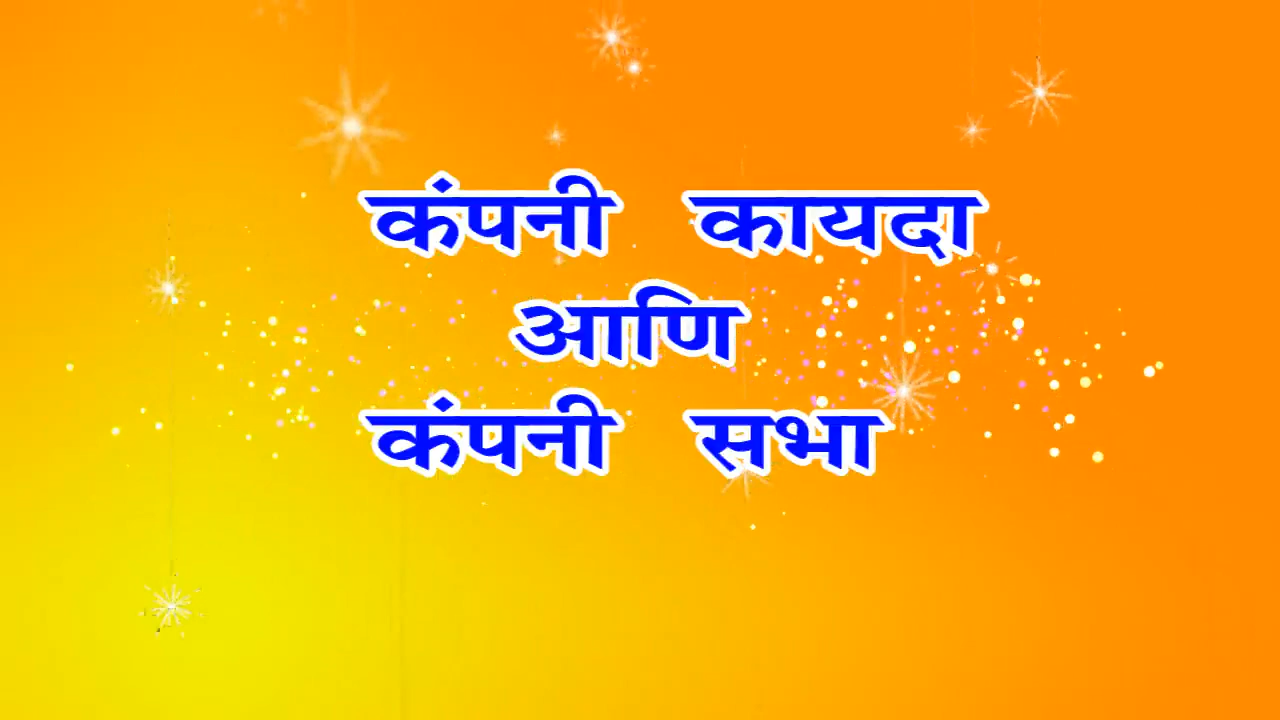 कंपनी कायदा
आणि
कंपनी सभा